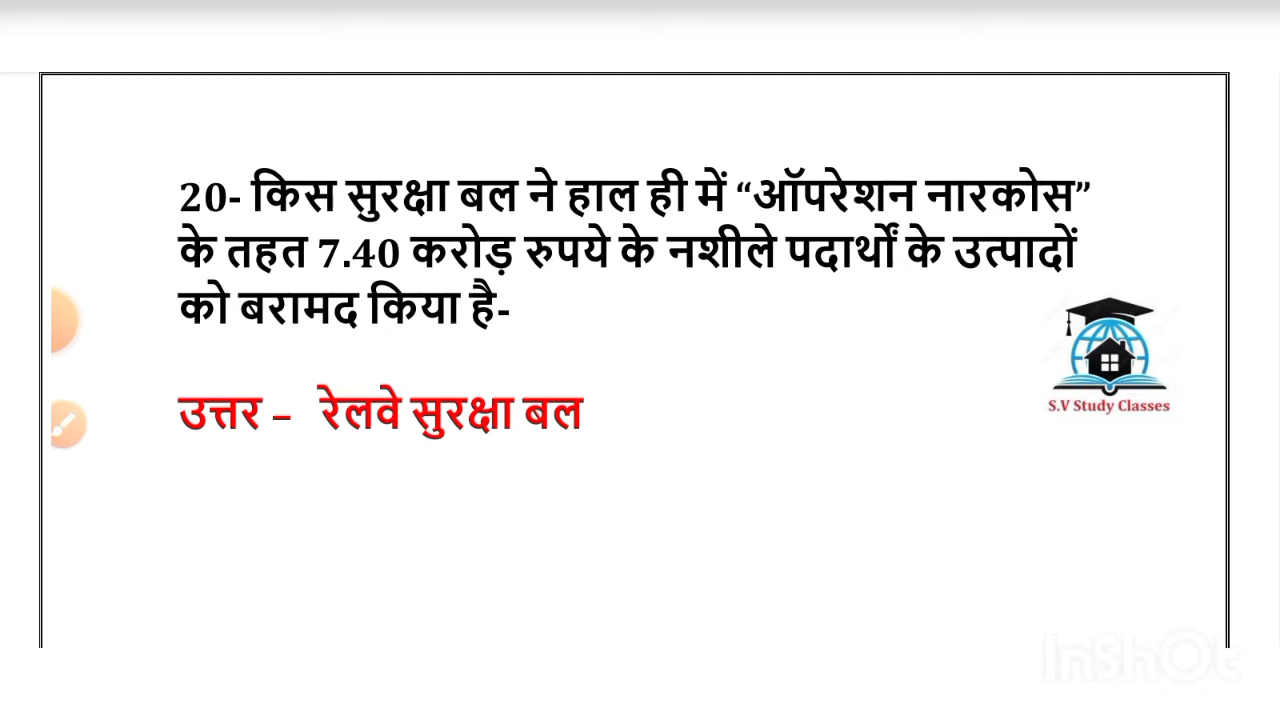 20- किस सुरक्षा बल ने हाल ही में “ऑपरेशन नारकोस”
के तहत 7.40 करोड़ रुपये के नशीले पदार्थों के उत्पादों
को बरामद किया है-
उत्तर – रेलवे सुरक्षा बल
S.V Study Classes
InShOt